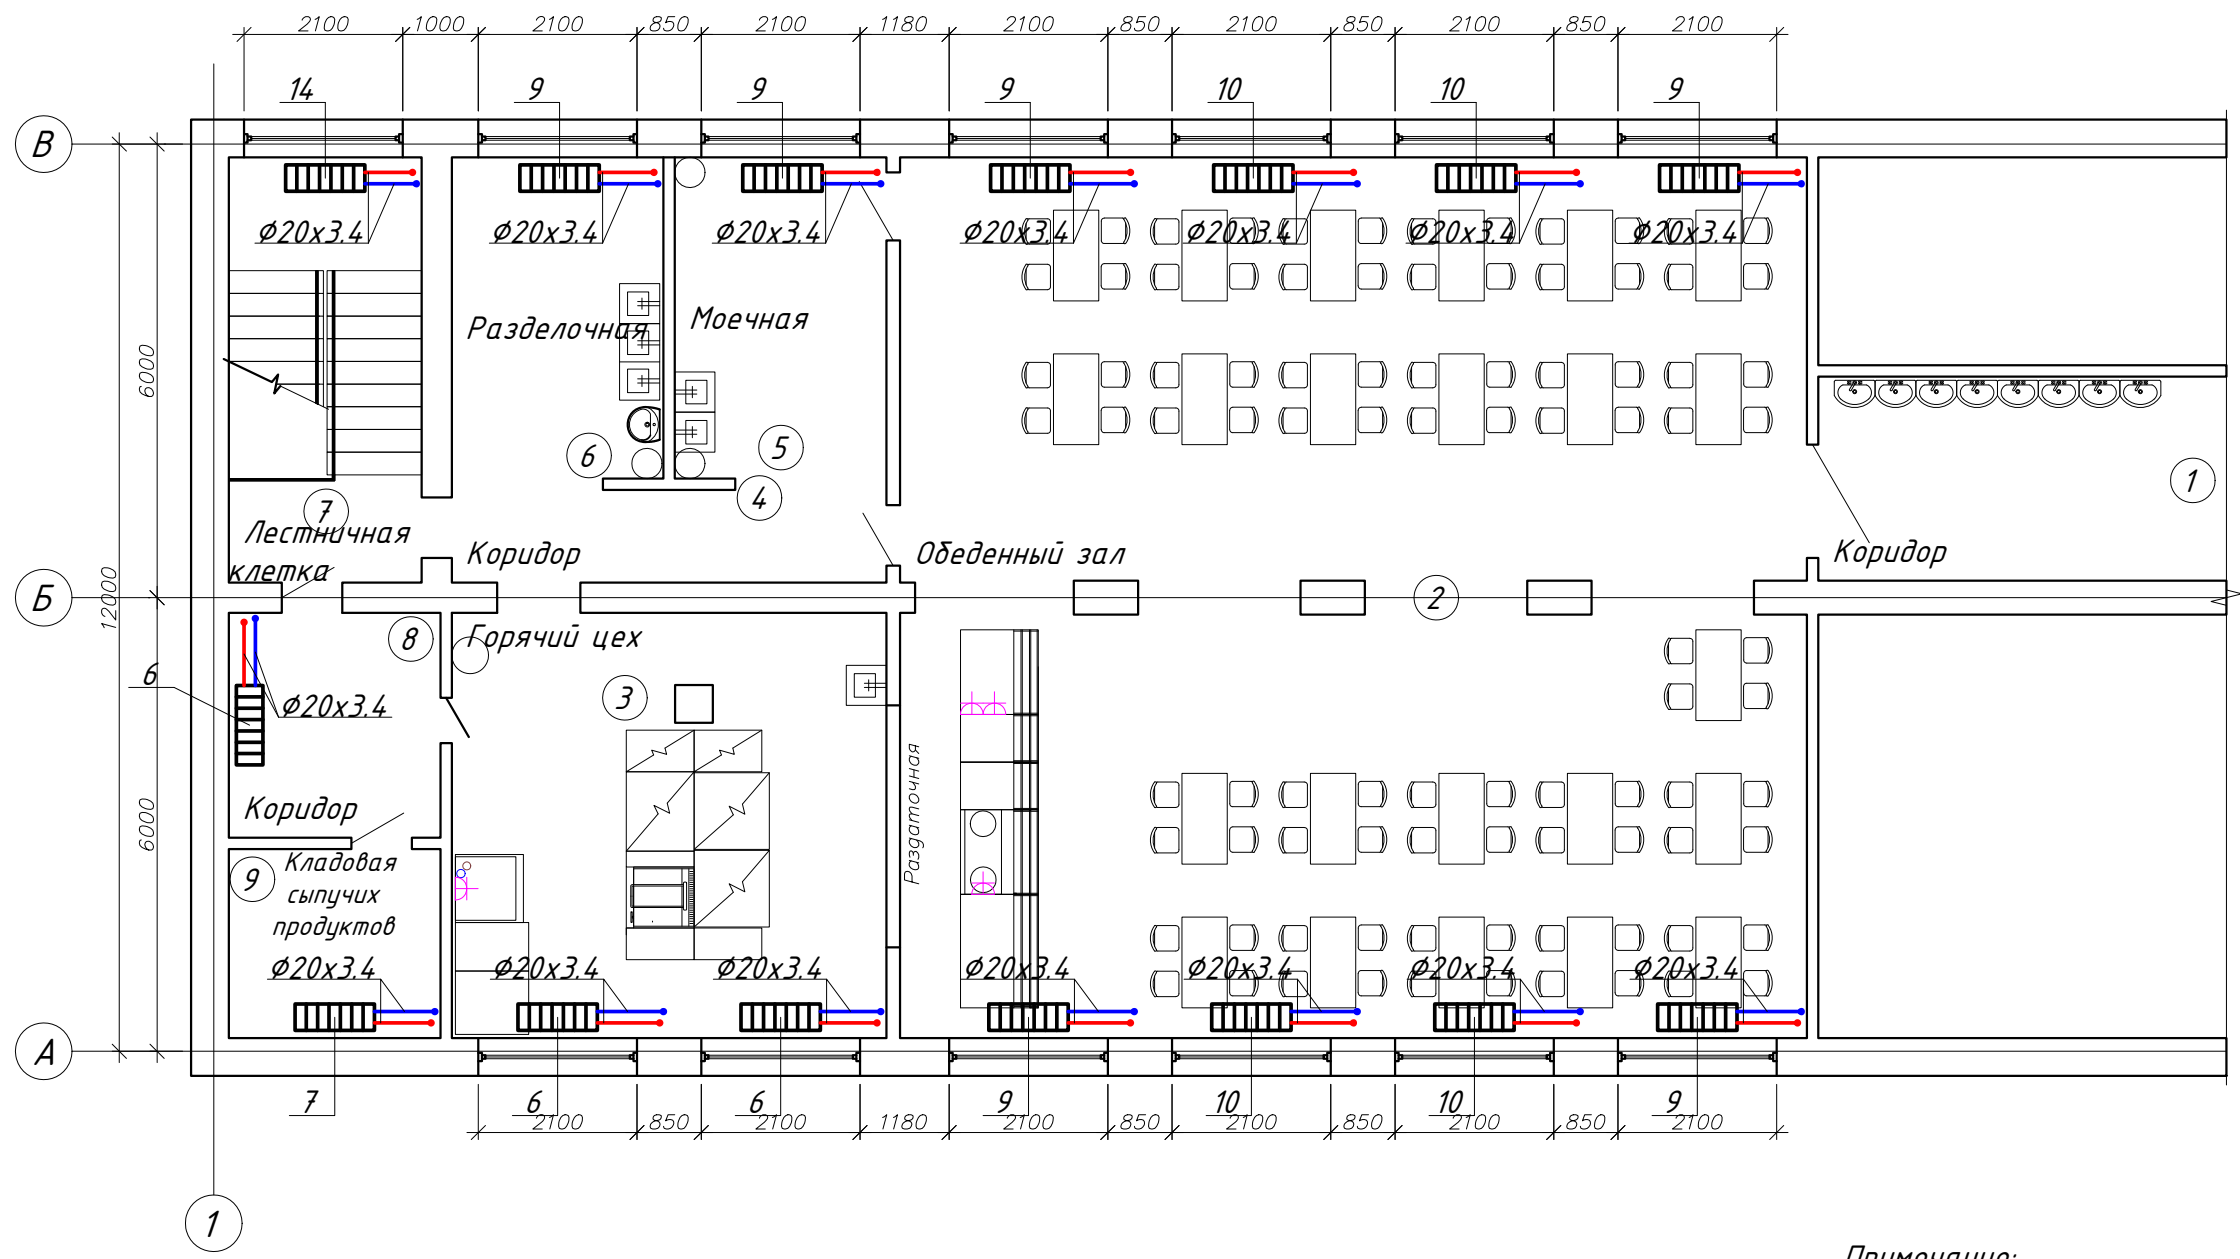 2100 1000 2100 850 2100 1180 2100 850 2100 850 2100 850 2100
14 9 9 9 10 10 9
В
Ø20x3.4 Ø20x3.4 Ø20x3.4 Ø20x3.4 Ø20x3.4 Ø20x3.4 Ø20x3.4
Разделочная
Моечная
6000
6
5
4
7
1
Лестничная
клетка
Коридор
Обеденный зал
Коридор
Б
12000
2
8
Горячий цех
6
Ø20x3.4
3
Раздаточная
6000
Коридор
9
Кладовая
сыпучих
продуктов
Ø20x3.4 Ø20x3.4 Ø20x3.4 Ø20x3.4 Ø20x3.4 Ø20x3.4 Ø20x3.4
А
7 6 6 9 10 10 9
2100 850 2100 1180 2100 850 2100 850 2100 850 2100
1
Примечание: